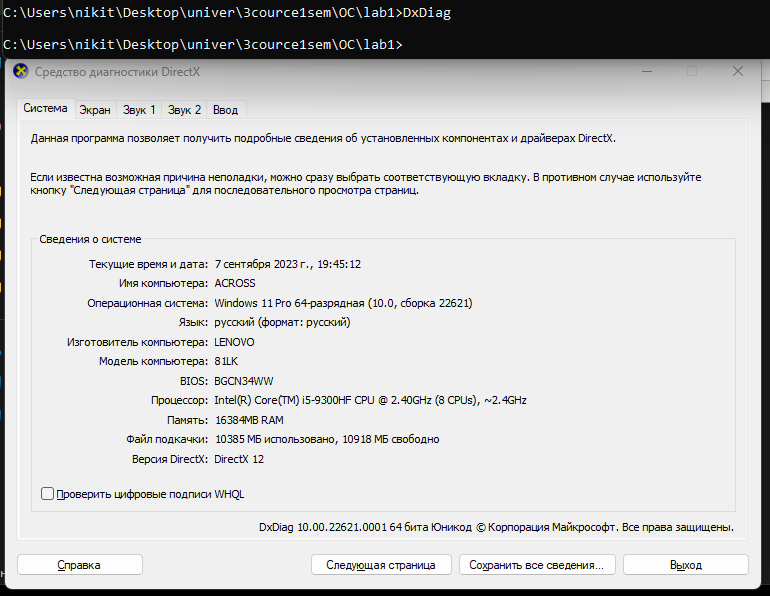 C:\Users\nikit\Desktop\univer\3cource1sem\OC\lab1>DxDiag
C:\Users\nikit\Desktop\univer\3cource1sem\OC\lab1>
Средство диагностики DirectX
Система Экран Звук 1 Звук 2 Ввод
Данная программа позволяет получить подробные сведения об установленных компонентах и драйверах DirectX.
Если известна возможная причина неполадки, можно сразу выбрать соответствующую вкладку. В противном случае используйте
кнопку "Следующая страница" для последовательного просмотра страниц.
Сведения о системе
Текущие время и дата: 7 сентября 2023 г., 19:45:12
Имя компьютера: ACROSS
Операционная система: Windows 11 Pro 64-разрядная (10.0, сборка 22621)
Язык: русский (формат: русский)
Изготовитель компьютера: LENOVO
Модель компьютера: 81LK
BIOS: BGCN34WW
Процессор: Intel(R) Core(TM) i5-9300HF CPU @ 2.40GHz (8 CPUs), ~2.4GHz
Память: 16384MB RAM
Файл подкачки: 10385 МБ использовано, 10918 МБ свободно
Версия DirectX: DirectX 12
Проверить цифровые подписи WHQL
DxDiag 10.00.22621.0001 64 бита Юникод © Корпорация Майкрософт. Все права защищены.
Справка Следующая страница Сохранить все сведения... Выход